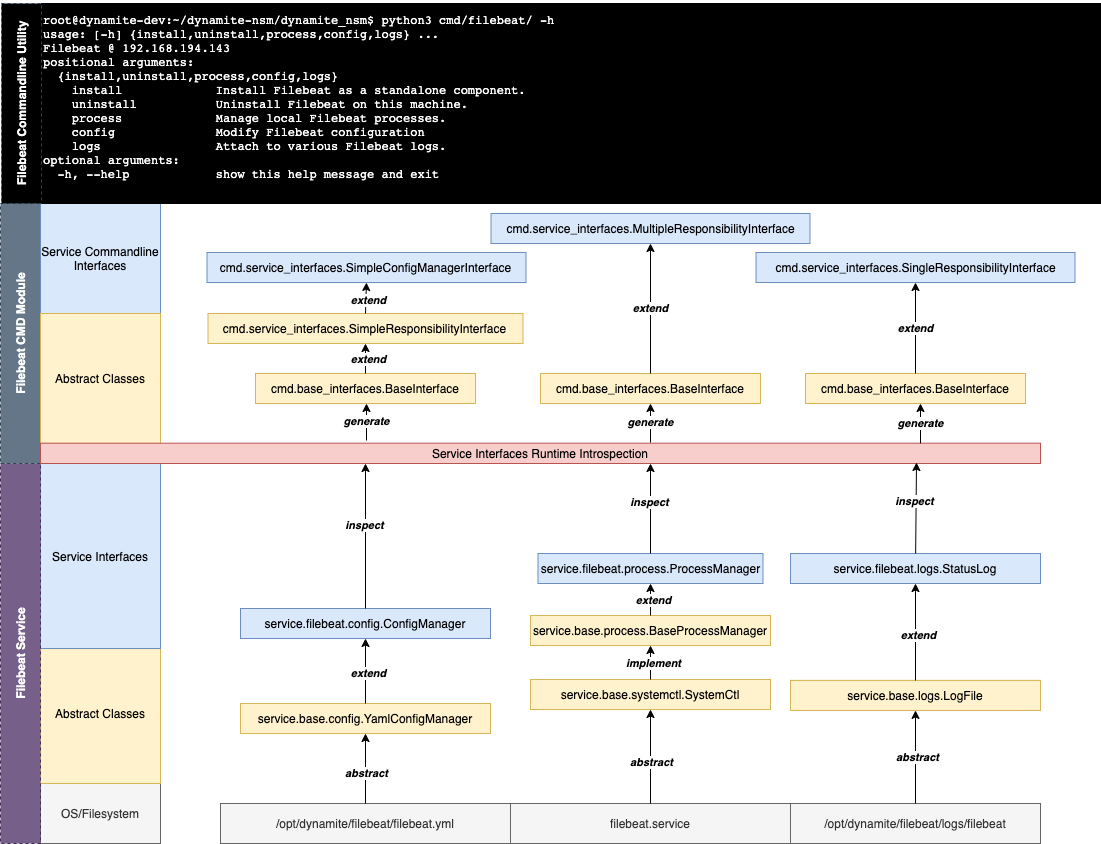 Filebeat Commandline Utility
root@dynamite-dev:~/dynamite-nsm/dynamite_nsm$ python3 cmd/filebeat/ -h
usage: [-h] {install,uninstall,process,config,logs} ...
Filebeat @ 192.168.194.143
positional arguments:
{install,uninstall,process,config,logs}
install Install Filebeat as a standalone component.
uninstall Uninstall Filebeat on this machine.
process Manage local Filebeat processes.
config Modify Filebeat configuration
logs Attach to various Filebeat logs.
optional arguments:
-h, --help show this help message and exit
Filebeat CMD Module
Service Commandline
Interfaces
cmd.service_interfaces.MultipleResponsibilityInterface
cmd.service_interfaces.SimpleConfigManagerInterface
cmd.service_interfaces.SingleResponsibilityInterface
extend
extend
extend
cmd.service_interfaces.SimpleResponsibilityInterface
extend
Abstract Classes
cmd.base_interfaces.BaseInterface
cmd.base_interfaces.BaseInterface
cmd.base_interfaces.BaseInterface
generate
generate
generate
Service Interfaces Runtime Introspection
Filebeat Service
Service Interfaces
inspect
inspect
inspect
service.filebeat.process.ProcessManager
service.filebeat.logs.StatusLog
extend
service.filebeat.config.ConfigManager
service.base.process.BaseProcessManager
extend
implement
extend
Abstract Classes
service.base.config.YamlConfigManager
service.base.systemctl.SystemCtl
service.base.logs.LogFile
abstract
abstract
abstract
OS/Filesystem
/opt/dynamite/filebeat/filebeat.yml
filebeat.service
/opt/dynamite/filebeat/logs/filebeat